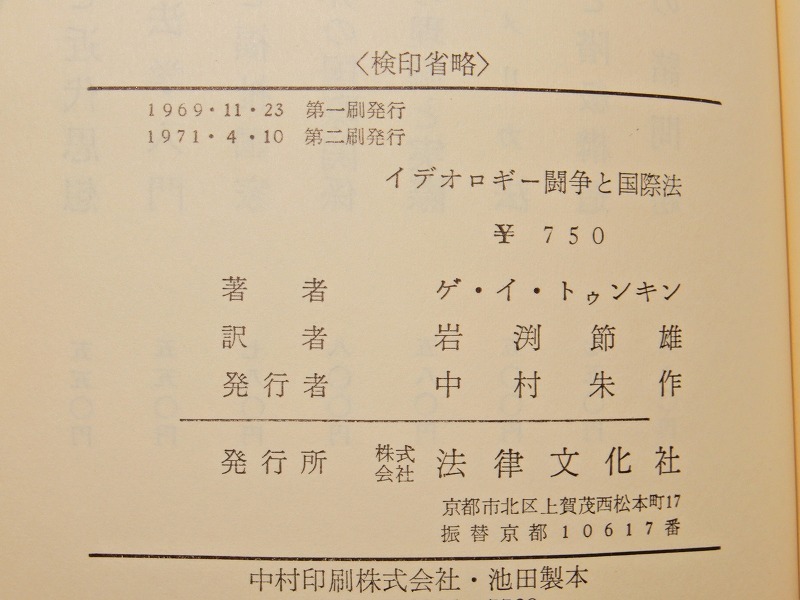 〈検印省略〉
1969・11・23 第一刷発行
1971・4・10 第二刷発行
イデオロギー闘争と国際法
¥ 750
著者 ゲ・イ・トゥンキン
訳者 岩渕節雄
発行者 中村朱作
発行所 株式会社 法律文化社
京都市北区上賀茂西松本町17
振替京都10617番
中村印刷株式会社・池田製本